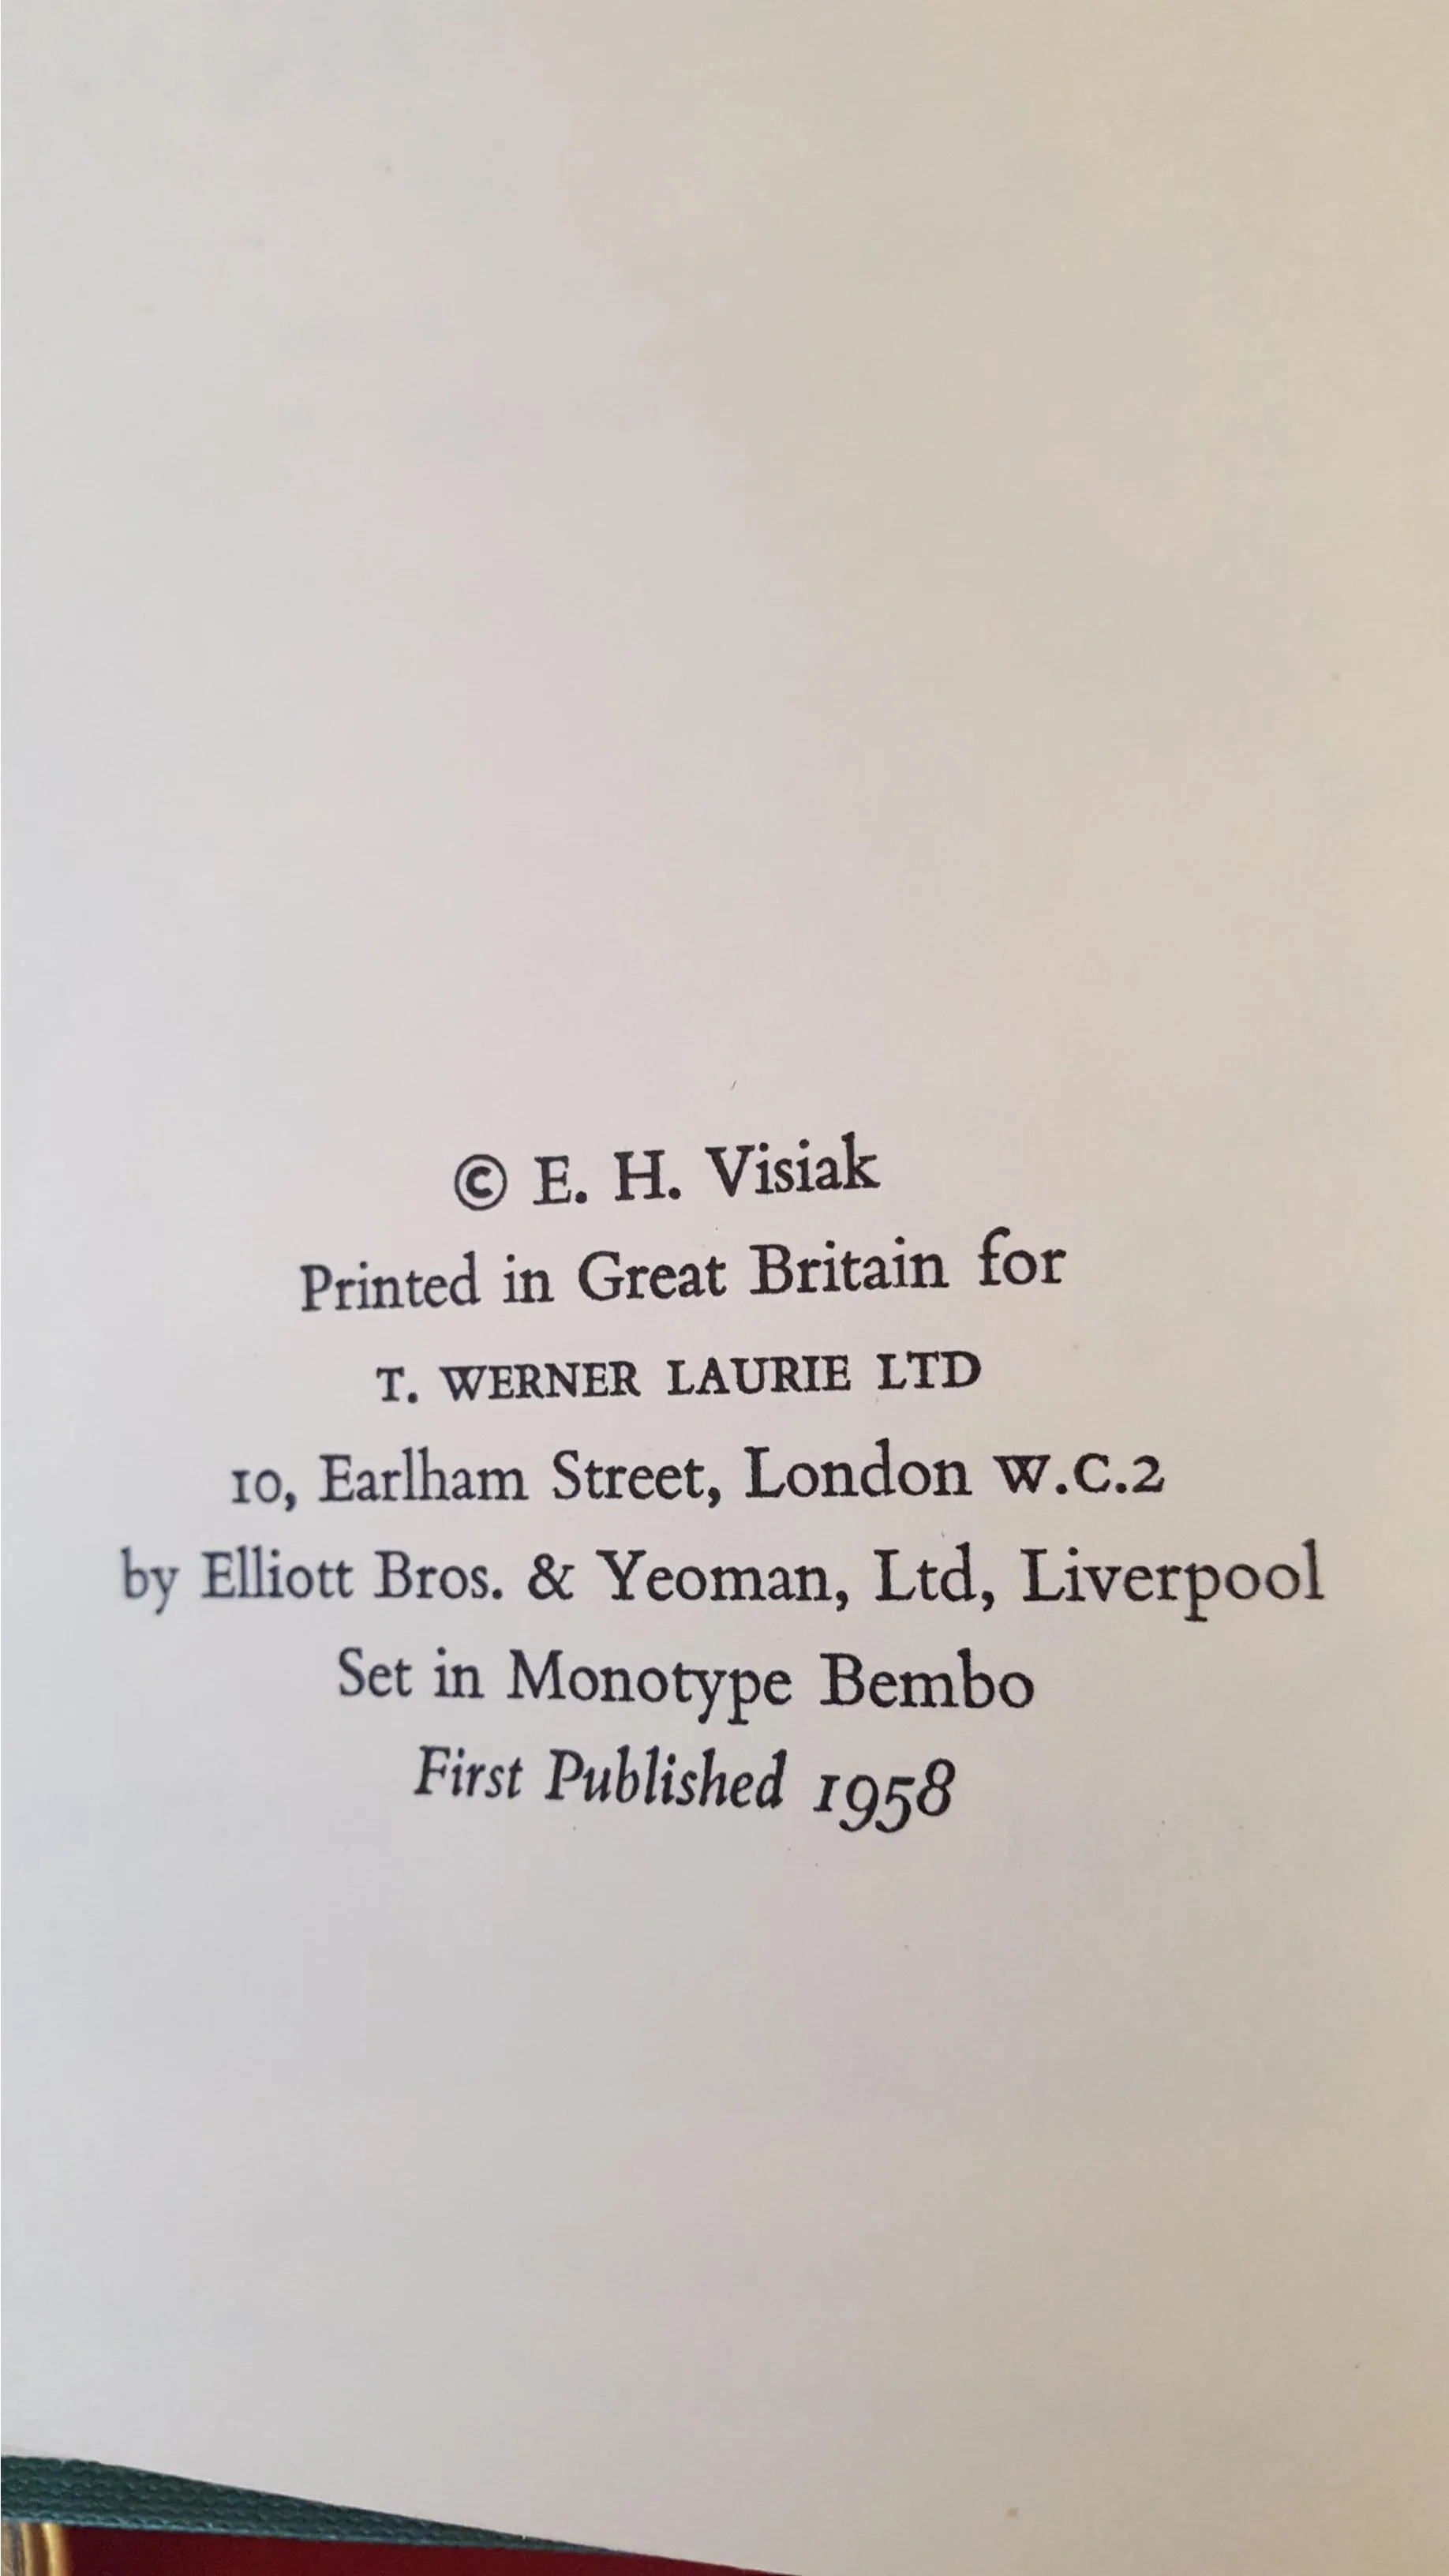 © E. H. Visiak
Printed in Great Britain for
T. WERNER LAURIE LTD
10, Earlham Street, London W.C.2
by Elliott Bros. & Yeoman, Ltd, Liverpool
Set in Monotype Bembo
First Published 1958